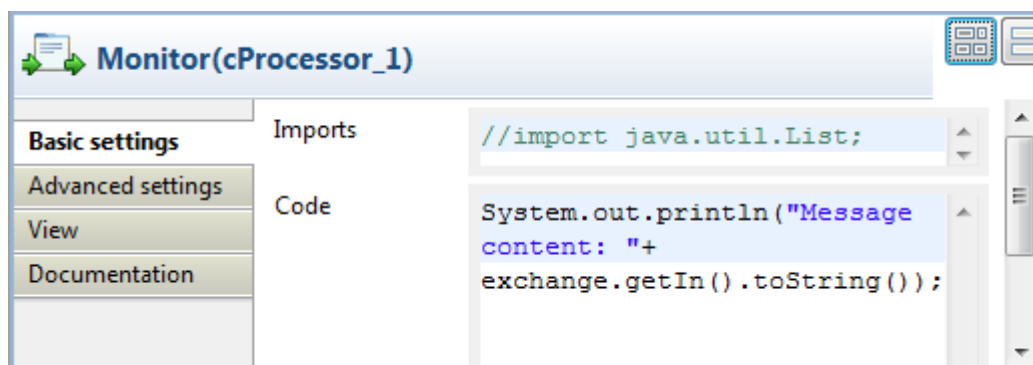 Monitor(cProcessor_1)
Basic settings
Advanced settings
View
Documentation
Imports
//import java.util.List;
Code
System.out.println("Message
content: "+
exchange.getIn().toString());